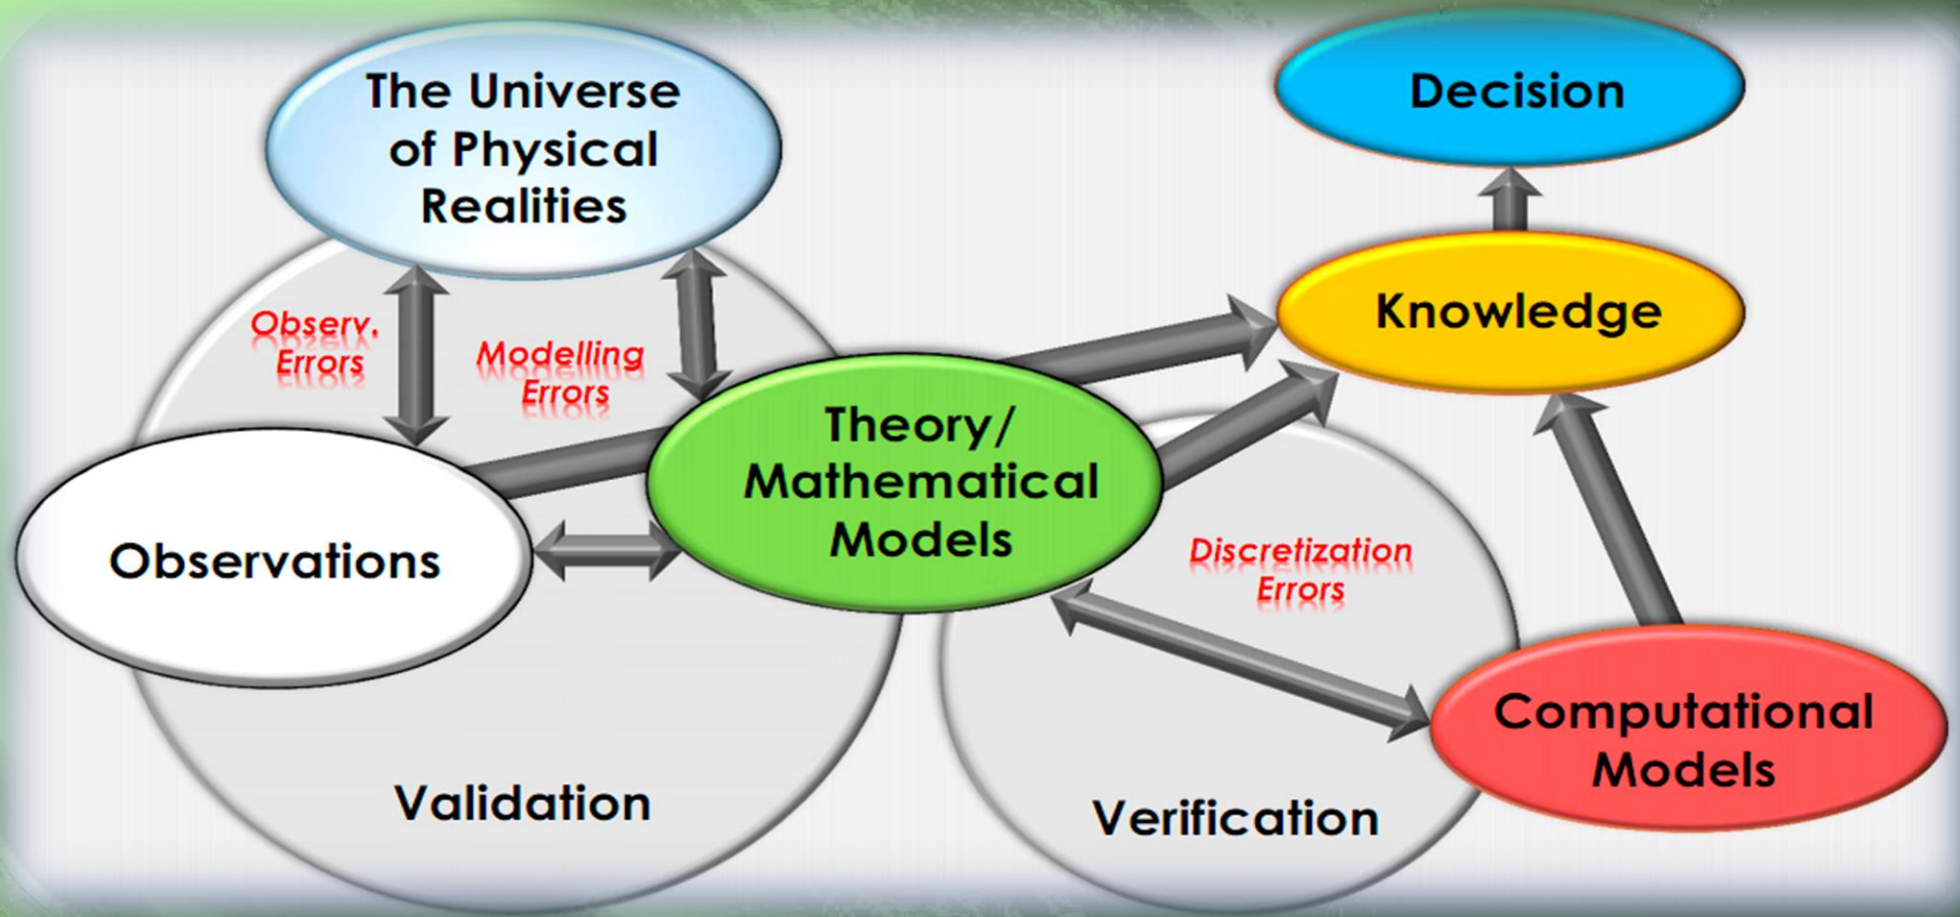 The Universe
of Physical
Realities
Decision
Knowledge
Observ.
Errors
Modelling
Errors
Theory/
Mathematical
Models
Observations
Discretization
Errors
Computational
Models
Validation
Verification